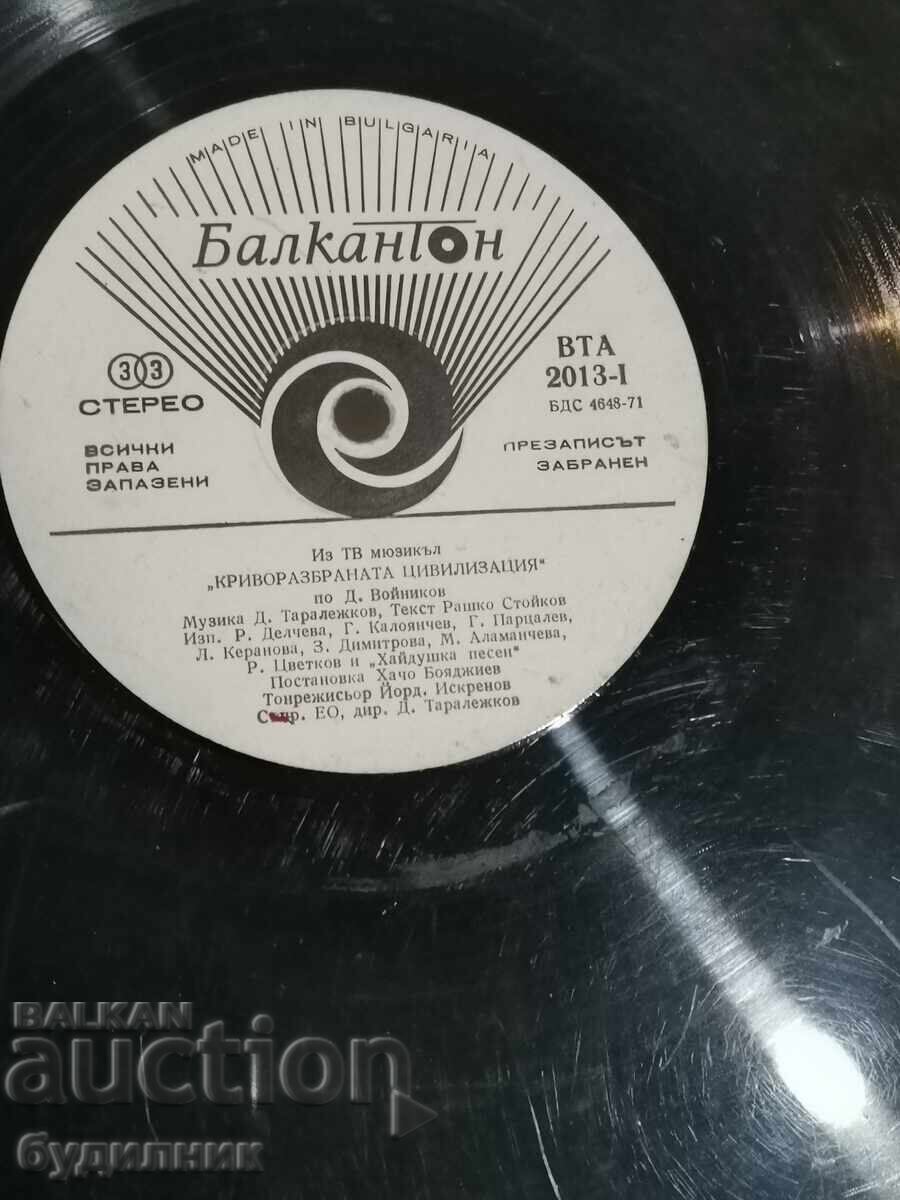 MADE IN BULGARIA
Балкантон
33
СТЕРЕО
ВТА
2013-I
БДС 4648-71
ВСИЧКИ
ПРАВА
ЗАПАЗЕНИ
ПРЕЗАПИСЪТ
ЗАБРАНЕН
Из ТВ мюзикъл
„КРИВОРАЗБРАНАТА ЦИВИЛИЗАЦИЯ“
по Д. Войников
Музика Д. Таралежков, Текст Рашко Стойков
Изп. Р. Делчева, Г. Калоянчев, Г. Парцалев,
Л. Керанова, З. Димитрова, М. Аламанчева,
Р. Цветков и „Хайдушка песен“
Постановка Хачо Бояджиев
Тонрежисьор Йорд. Искренов
Съпр. ЕО, дир. Д. Таралежков
BALKAN
auction
будилник